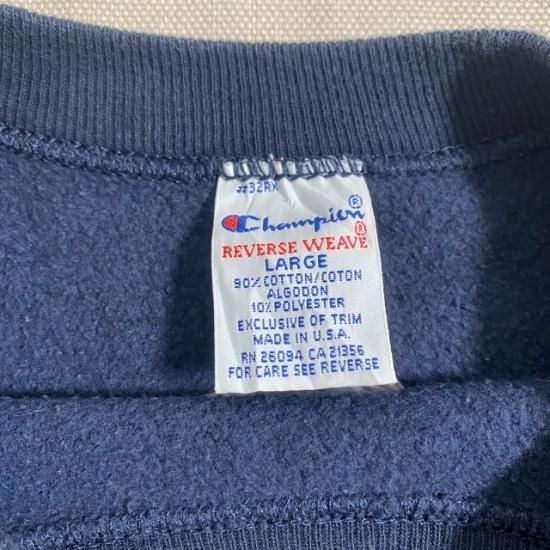 #32RX
Champion®
REVERSE WEAVE®
LARGE
90% COTTON/COTON
ALGODON
10% POLYESTER
EXCLUSIVE OF TRIM
MADE IN U.S.A.
RN 26094 CA 21356
FOR CARE SEE REVERSE